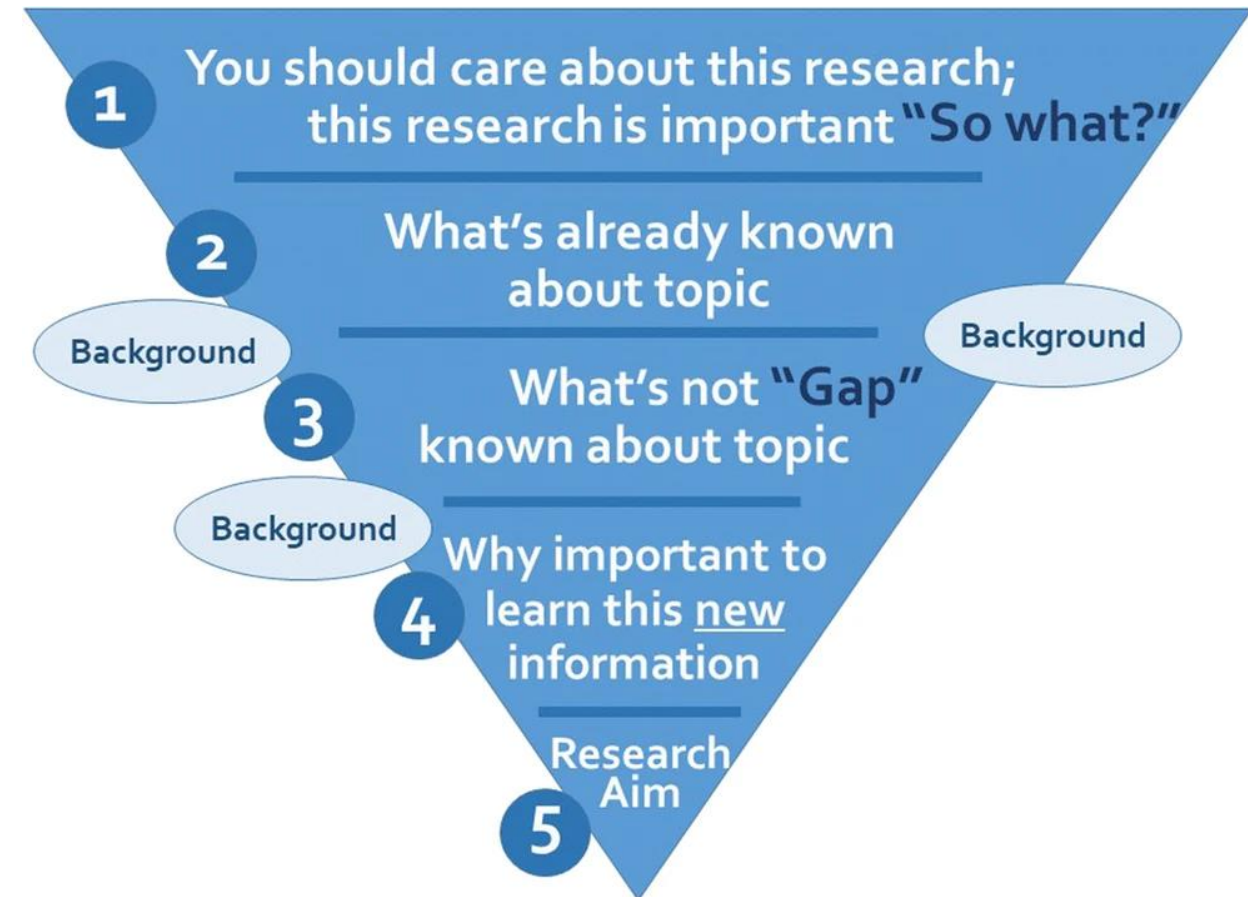 1
You should care about this research;
this research is important "So what?"
2
What's already known
about topic
Background
Background
3
What's not "Gap"
known about topic
Background
4
Why important to
learn this new
information
Research
Aim
5